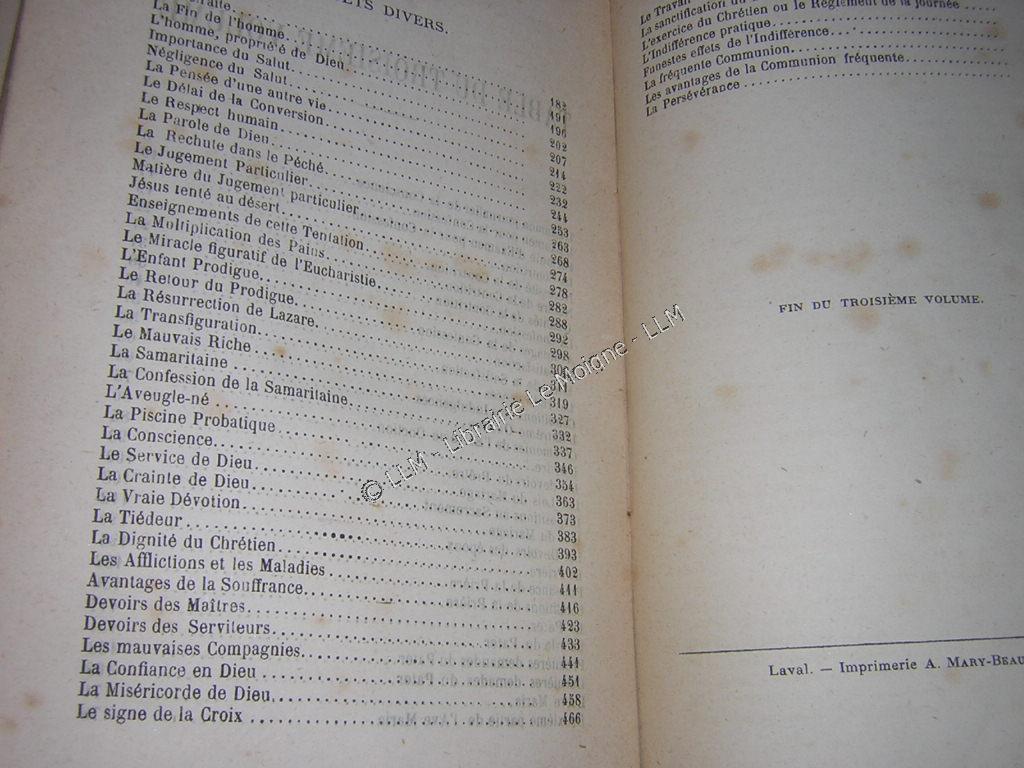 ETS DIVERS.
La Fin de l'homme.
L'homme, propriété de Dieu
Importance du Salut 182
Négligence du Salut 191
La Pensée d'une autre vie 196
Le Délai de la Conversion 202
Le Respect humain 207
La Parole de Dieu 214
La Rechute dans le Péché 222
Le Jugement Particulier 232
Matière du Jugement particulier 244
Jésus tenté au désert 253
Enseignements de cette Tentation 263
La Moltiplication des Pains 268
Le Miracle figuratif de l'Eucharistie 274
L'Enfant Prodigue 278
Le Retour du Prodigue 282
La Résurrection de Lazare 288
La Transfiguration 292
Le Mauvais Riche 298
La Samaritaine 306
La Confession de la Samaritaine 311
L'Aveugle-né 319
La Piscine Probatique 327
La Conscience 332
Le Service de Dieu 337
La Crainte de Dieu 346
La Vraie Dévotion 354
La Tiédeur 363
La Dignité du Chrétien 373
Les Afflictions et les Maladies 383
Avantages de la Souffrance 393
Devoirs des Maîtres 402
Devoirs des Serviteurs 411
Les mauvaises Compagnies 416
La Confiance en Dieu 423
La Miséricorde de Dieu 433
Le signe de la Croix 441
451
458
466
Le Travail
La sanctification du
L'exercice du Chrétien ou le Règlement de la journée
L'Indifférence pratique
Funestes effets de l'Indifférence
La fréquente Communion
Les avantages de la Communion fréquente
La Persévérance
FIN DU TROISIÈME VOLUME.
Laval. — Imprimerie A. MARY-BEAU
© LLM - Librairie Le Moigne - LLM